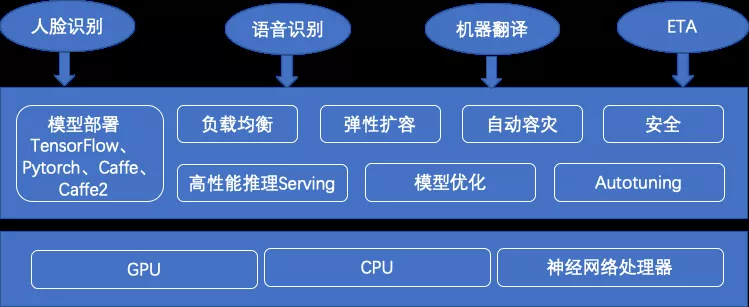 人脸识别
语音识别
机器翻译
ETA
模型部署
TensorFlow、
Pytorch、Caffe、
Caffe2
负载均衡
弹性扩容
自动容灾
安全
高性能推理Serving
模型优化
Autotuning
GPU
CPU
神经网络处理器